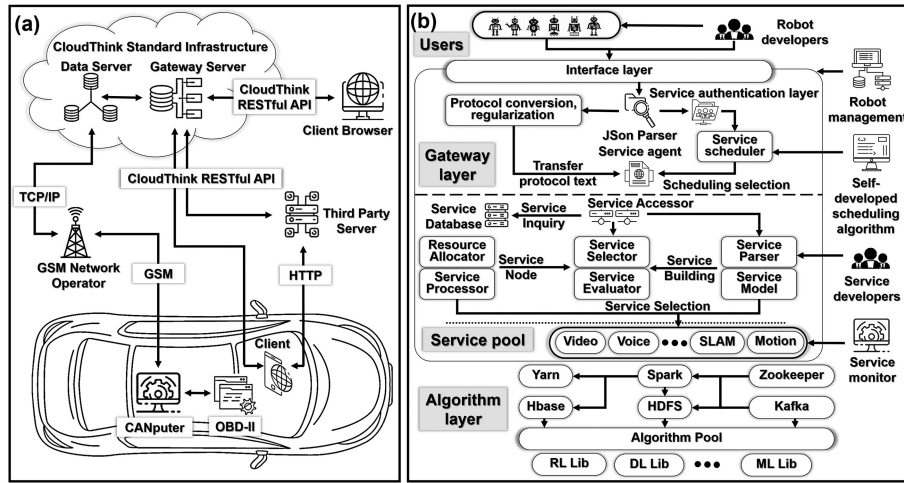 (a)
CloudThink Standard Infrastructure
Data Server
Gateway Server
CloudThink
RESTful API
Client Browser
CloudThink RESTful API
TCP/IP
Third Party
Server
GSM Network
Operator
GSM
HTTP
Client
CANputer
OBD-II
(b)
Users
Robot
developers
Interface layer
Service authentication layer
Protocol conversion,
regularization
JSon Parser
Service agent
Service
scheduler
Robot
management
Gateway
layer
Transfer
protocol text
Scheduling selection
Self-
developed
scheduling
algorithm
Service
Database
Service
Inquiry
Service Accessor
Resource
Allocator
Service
Processor
Service
Node
Service
Selector
Service
Evaluator
Service
Building
Service
Parser
Service
Model
Service
developers
Service Selection
Service pool
Video
Voice
SLAM
Motion
Service
monitor
Algorithm
layer
Yarn
Spark
Zookeeper
Hbase
HDFS
Kafka
Algorithm Pool
RL Lib
DL Lib
ML Lib